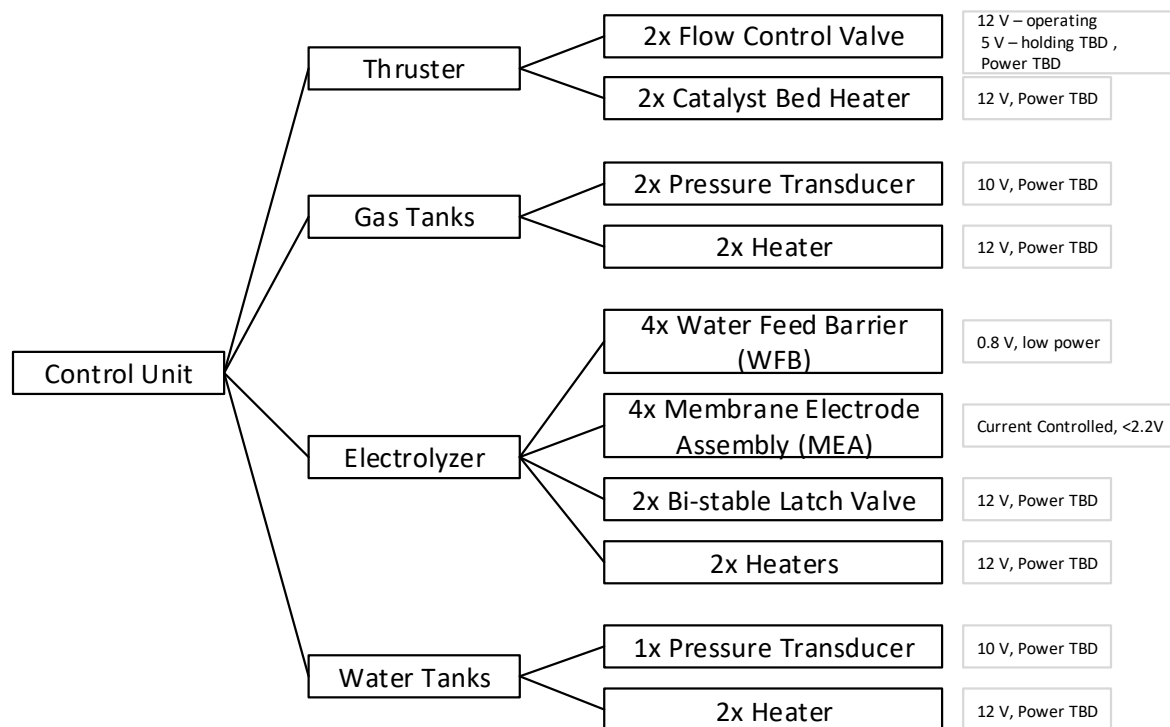 12 V – operating
5 V – holding TBD ,
Power TBD
2x Flow Control Valve
Thruster
2x Catalyst Bed Heater
12 V, Power TBD
2x Pressure Transducer
10 V, Power TBD
Gas Tanks
2x Heater
12 V, Power TBD
4x Water Feed Barrier
(WFB)
0.8 V, low power
Control Unit
4x Membrane Electrode
Assembly (MEA)
Current Controlled, <2.2V
Electrolyzer
2x Bi-stable Latch Valve
12 V, Power TBD
2x Heaters
12 V, Power TBD
1x Pressure Transducer
10 V, Power TBD
Water Tanks
2x Heater
12 V, Power TBD